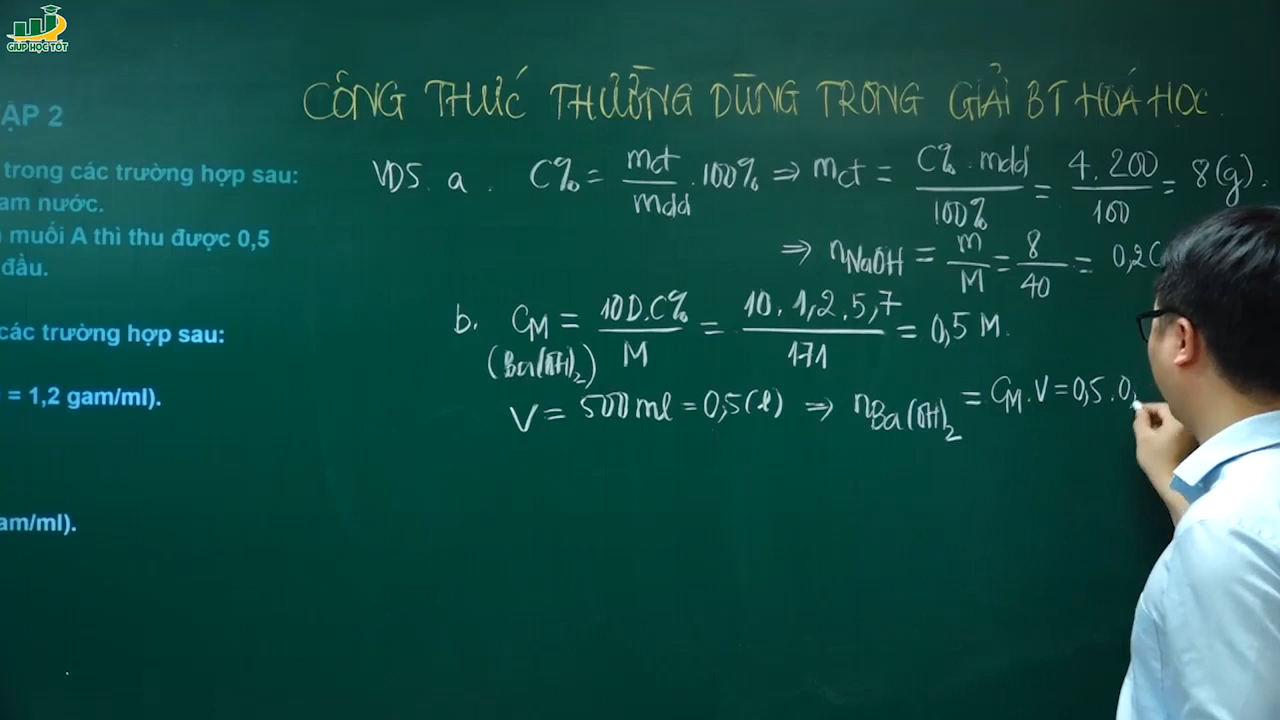 GIUP HỌC TỐT
CÔNG THỨC THƯỜNG DÙNG TRONG GIẢI BT HOÁ HỌC
ẬP 2
trong các trường hợp sau:
am nước.
muối A thì thu được 0,5
đầu.
các trường hợp sau:
= 1,2 gam/ml).
am/ml).
VD5. a. C% = mct/mdd . 100% => mct = C% . mdd/100% = 4 . 200/100 = 8 (g).
=> nNaOH = m/M = 8/40 = 0,2(
b. CM = 10D.C%/M = 10 . 1,2 . 5,7/171 = 0,5 M.
(Ba(OH)2)
V = 500 ml = 0,5 (l) => nBa(OH)2 = CM . V = 0,5 . 0,